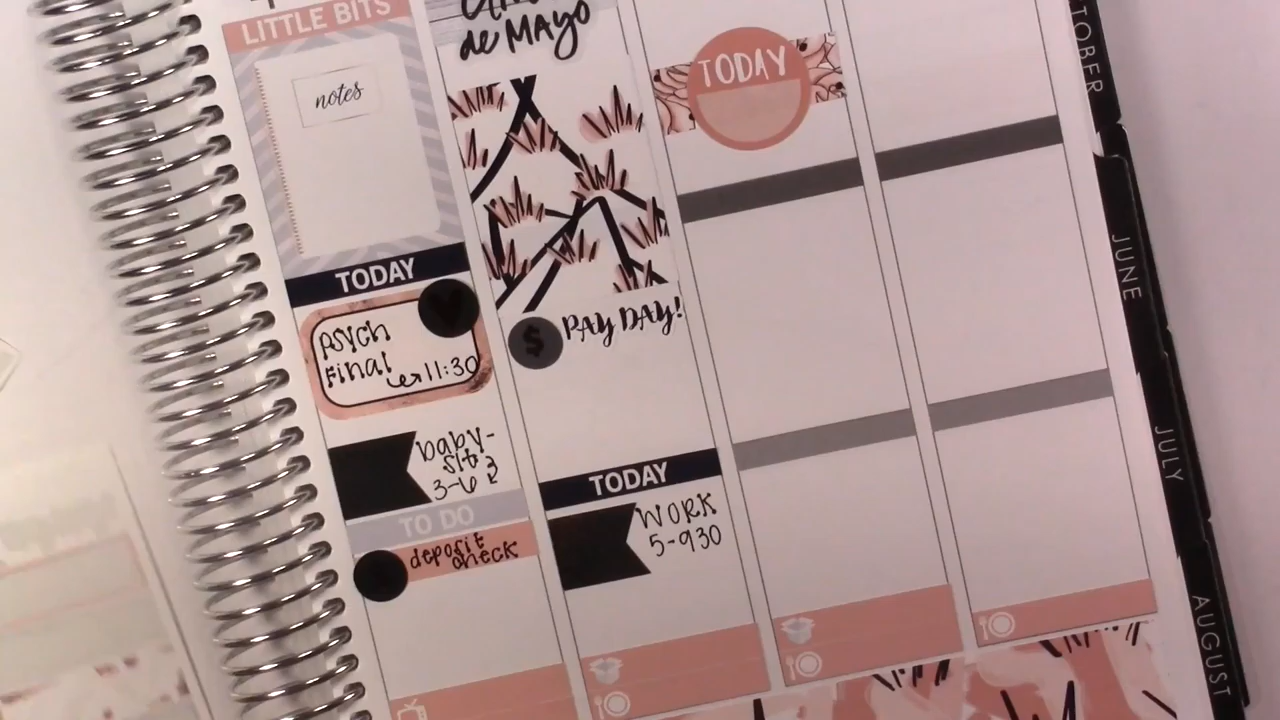 LITTLE BITS
notes
TODAY
PSYCH
Final
11:30
baby-
sit
3-6
TO DO
deposit
check
de MAYO
$ PAY DAY!
TODAY
WORK
5-930
TODAY
TOBER
JUNE
JULY
AUGUST